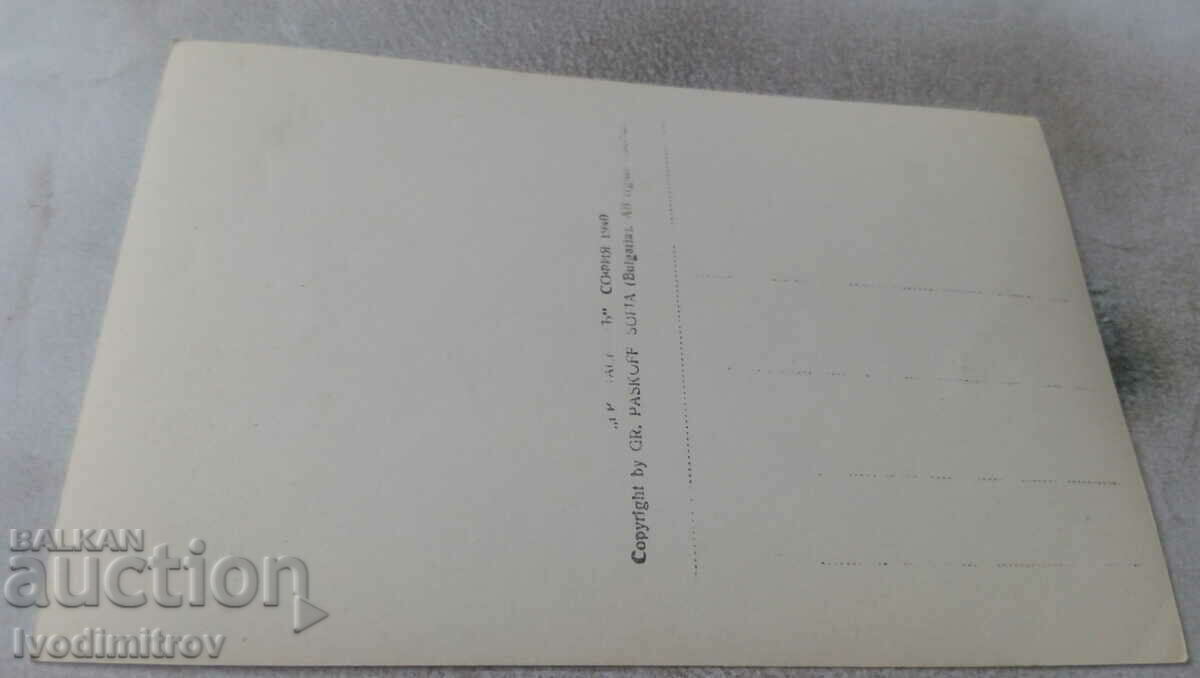 СОФИЯ 1940
Copyright by GR. PASKOFF SOFIA (Bulgaria). All
BALKAN
auction
Ivodimitrov